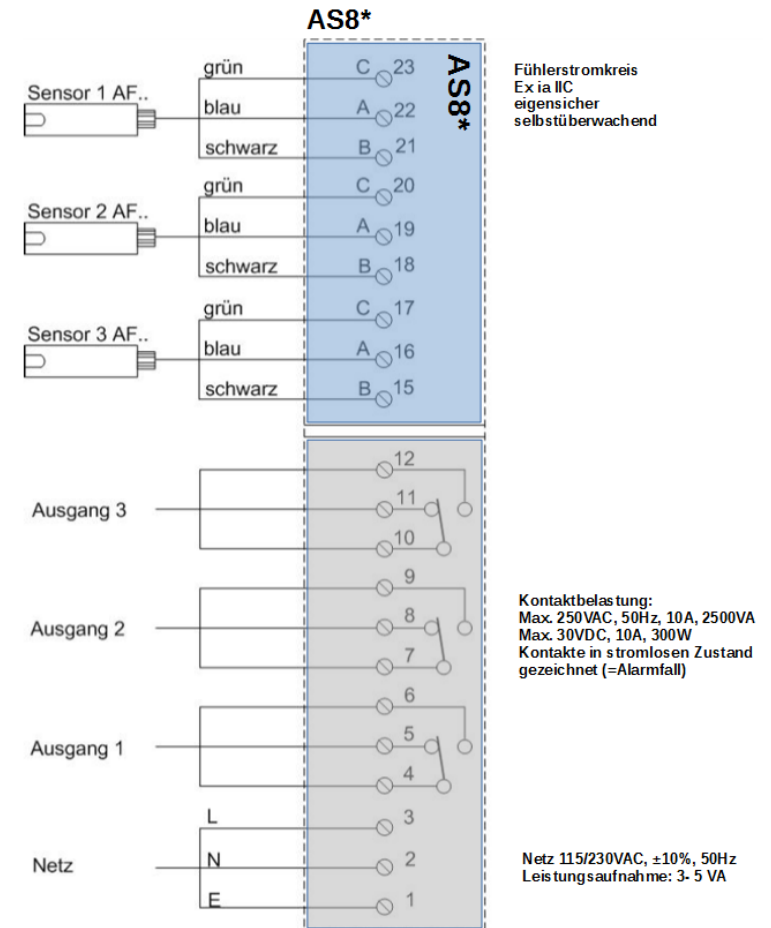 AS8*
AS8*
Sensor 1 AF..
grün
C 23
blau
A 22
schwarz
B 21
Fühlerstromkreis
Ex ia IIC
eigensicher
selbstüberwachend
Sensor 2 AF..
grün
C 20
blau
A 19
schwarz
B 18
Sensor 3 AF..
grün
C 17
blau
A 16
schwarz
B 15
Ausgang 3
12
11
10
Ausgang 2
9
8
7
Kontaktbelastung:
Max. 250VAC, 50Hz, 10A, 2500VA
Max. 30VDC, 10A, 300W
Kontakte in stromlosen Zustand
gezeichnet (=Alarmfall)
Ausgang 1
6
5
4
Netz
L 3
N 2
E 1
Netz 115/230VAC, ±10%, 50Hz
Leistungsaufnahme: 3- 5 VA